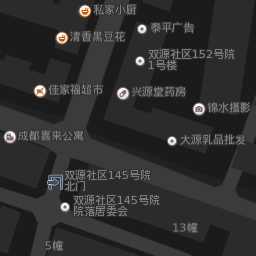 私家小厨
泰平广告
清香黑豆花
双源社区152号院
1号楼
佳家福超市
兴源堂药房
锦水摄影
成都喜来公寓
大源乳品批发
双源社区145号院
北门
双源社区145号院
院落居委会
13幢
5幢